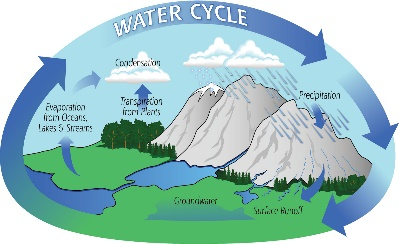 WATER CYCLE
Condensation
Precipitation
Evaporation
from Oceans,
Lakes & Streams
Transpiration
from Plants
Groundwater
Surface Runoff